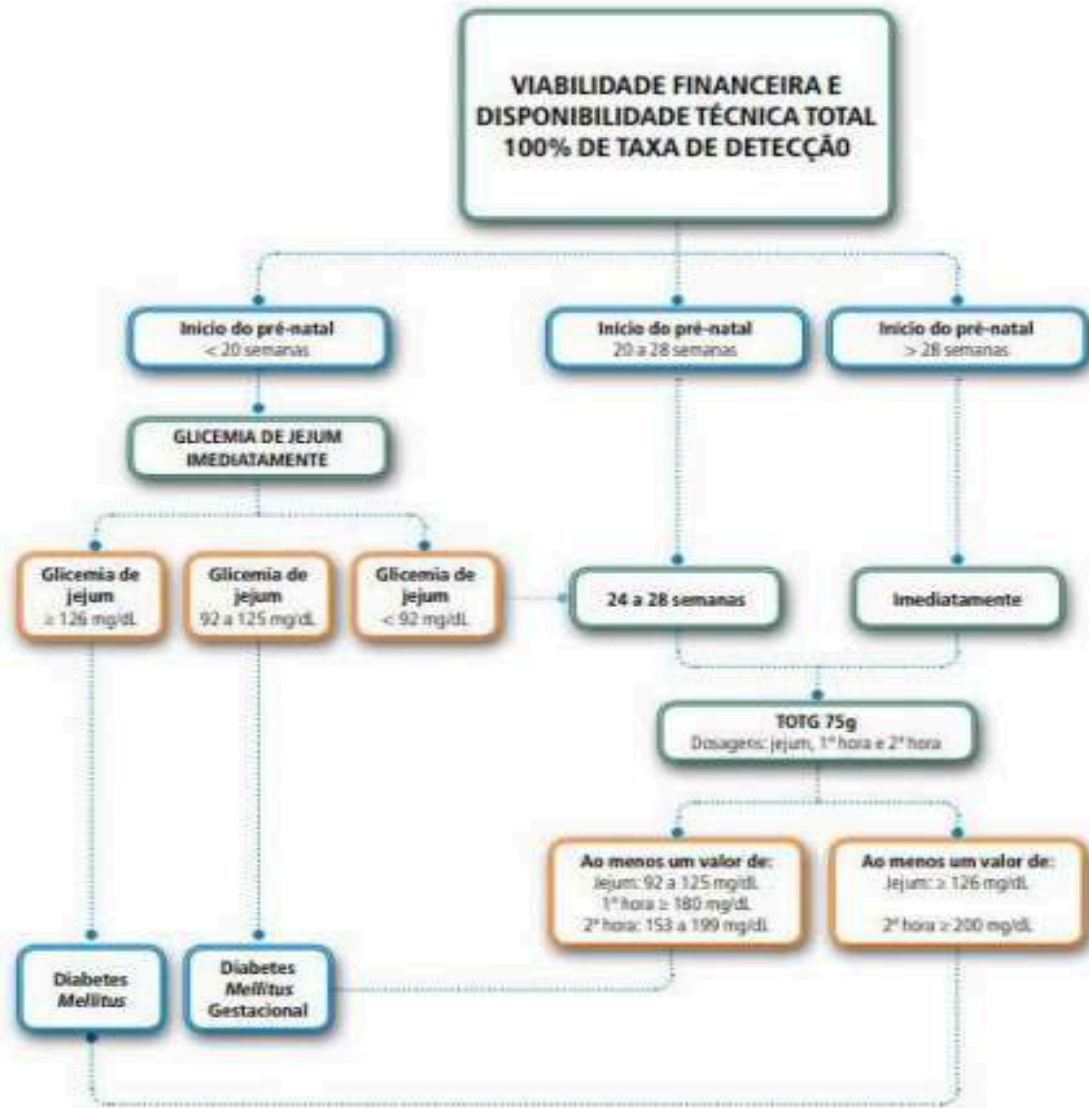 VIABILIDADE FINANCEIRA E
DISPONIBILIDADE TÉCNICA TOTAL
100% DE TAXA DE DETECÇÃO
Início do pré-natal
< 20 semanas
Início do pré-natal
20 a 28 semanas
Início do pré-natal
> 28 semanas
GLICEMIA DE JEJUM
IMEDIATAMENTE
Glicemia de
jejum
≥ 126 mg/dL
Glicemia de
jejum
92 a 125 mg/dL
Glicemia de
jejum
< 92 mg/dL
24 a 28 semanas
Imediatamente
TOTG 75g
Dosagens: jejum, 1ª hora e 2ª hora
Ao menos um valor de:
Jejum: 92 a 125 mg/dL
1ª hora ≥ 180 mg/dL
2ª hora: 153 a 199 mg/dL
Ao menos um valor de:
Jejum: ≥ 126 mg/dL
2ª hora ≥ 200 mg/dL
Diabetes
Mellitus
Diabetes
Mellitus
Gestacional